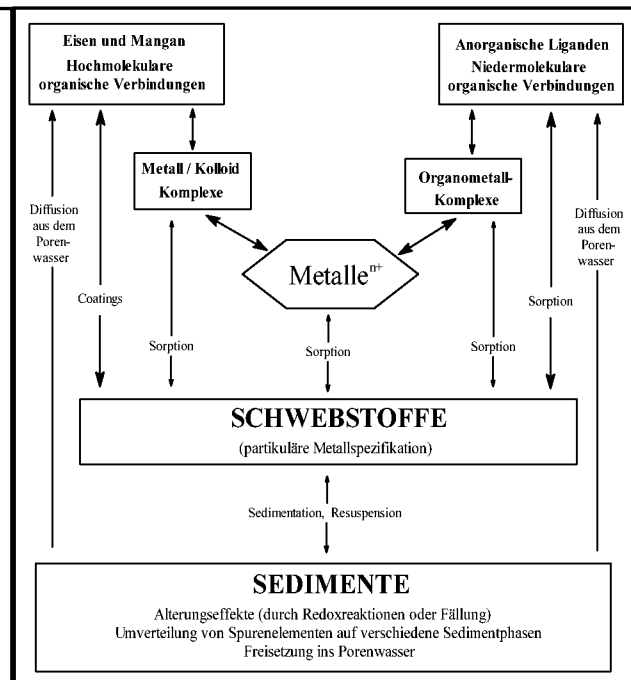 Eisen und Mangan
Hochmolekulare
organische Verbindungen
Anorganische Liganden
Niedermolekulare
organische Verbindungen
Metall / Kolloid
Komplexe
Organometall-
Komplexe
Diffusion
aus dem
Poren-
wasser
Diffusion
aus dem
Poren-
wasser
Metalleⁿ⁺
Coatings
Sorption
Sorption
Sorption
Sorption
SCHWEBSTOFFE
(partikuläre Metallspezifikation)
Sedimentation, Resuspension
SEDIMENTE
Alterungseffekte (durch Redoxreaktionen oder Fällung)
Umverteilung von Spurenelementen auf verschiedene Sedimentphasen
Freisetzung ins Porenwasser